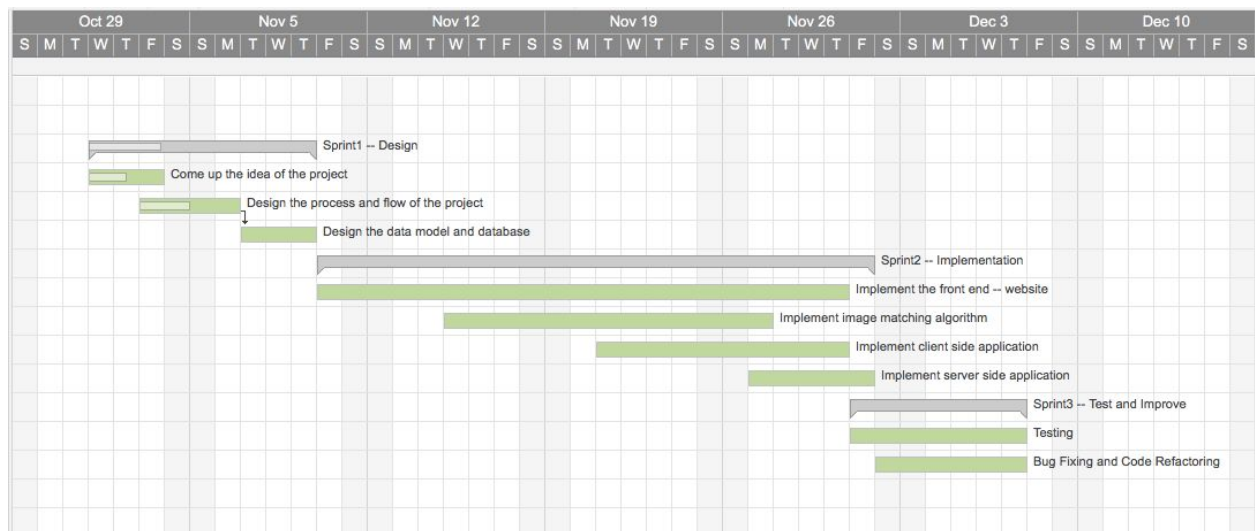 Oct 29 Nov 5 Nov 12 Nov 19 Nov 26 Dec 3 Dec 10
S M T W T F S S M T W T F S S M T W T F S S M T W T F S S M T W T F S S M T W T F S S M T W T F S
Sprint1 -- Design
Come up the idea of the project
Design the process and flow of the project
Design the data model and database
Sprint2 -- Implementation
Implement the front end -- website
Implement image matching algorithm
Implement client side application
Implement server side application
Sprint3 -- Test and Improve
Testing
Bug Fixing and Code Refactoring